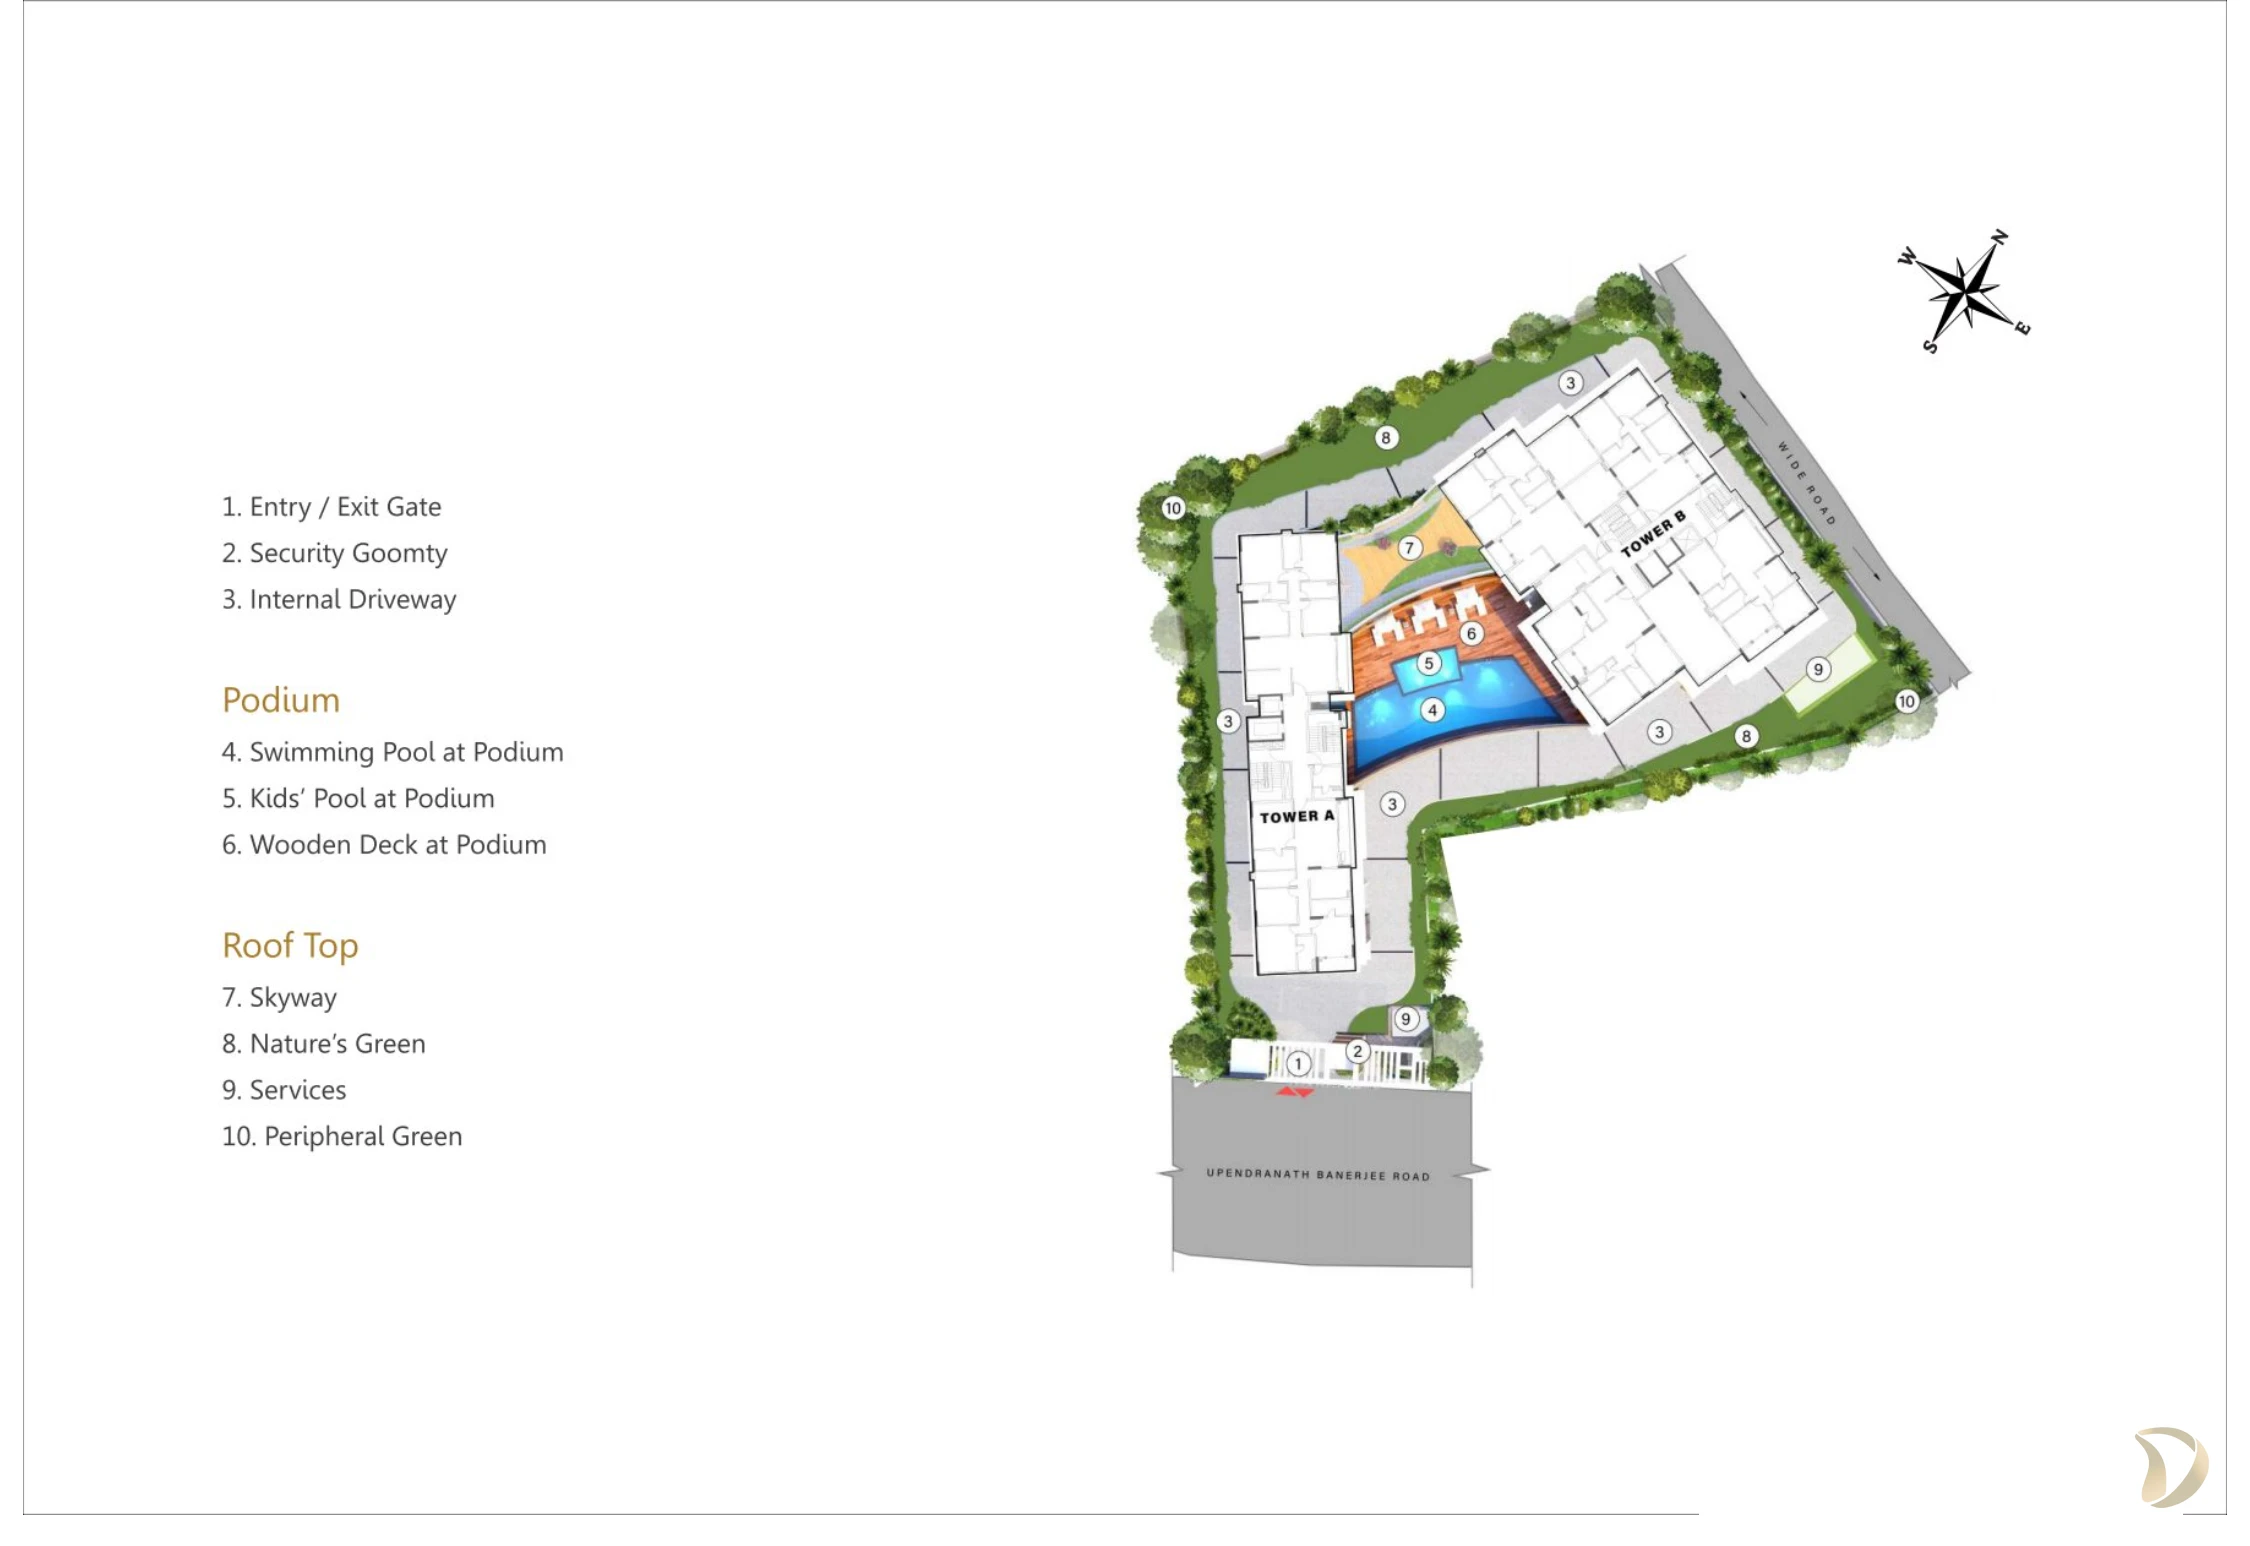 1. Entry / Exit Gate
2. Security Goomty
3. Internal Driveway
Podium
4. Swimming Pool at Podium
5. Kids’ Pool at Podium
6. Wooden Deck at Podium
Roof Top
7. Skyway
8. Nature’s Green
9. Services
10. Peripheral Green
N
W
E
S
3
8
WIDE ROAD
10
TOWER B
7
6
5
9
4
10
3
3
8
3
TOWER A
9
2
1
UPENDRANATH BANERJEE ROAD